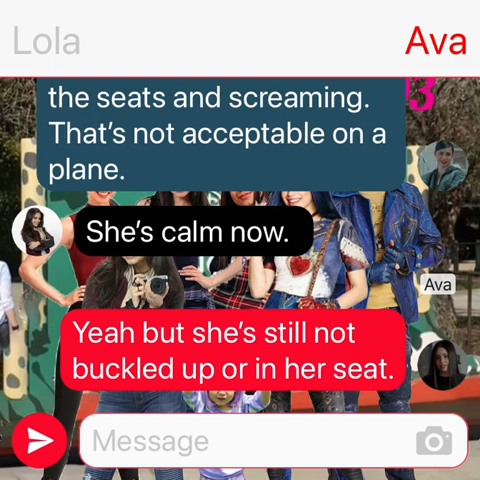 Lola
Ava
3
the seats and screaming.
That’s not acceptable on a
plane.
She’s calm now.
Ava
Yeah but she’s still not
buckled up or in her seat.
Message